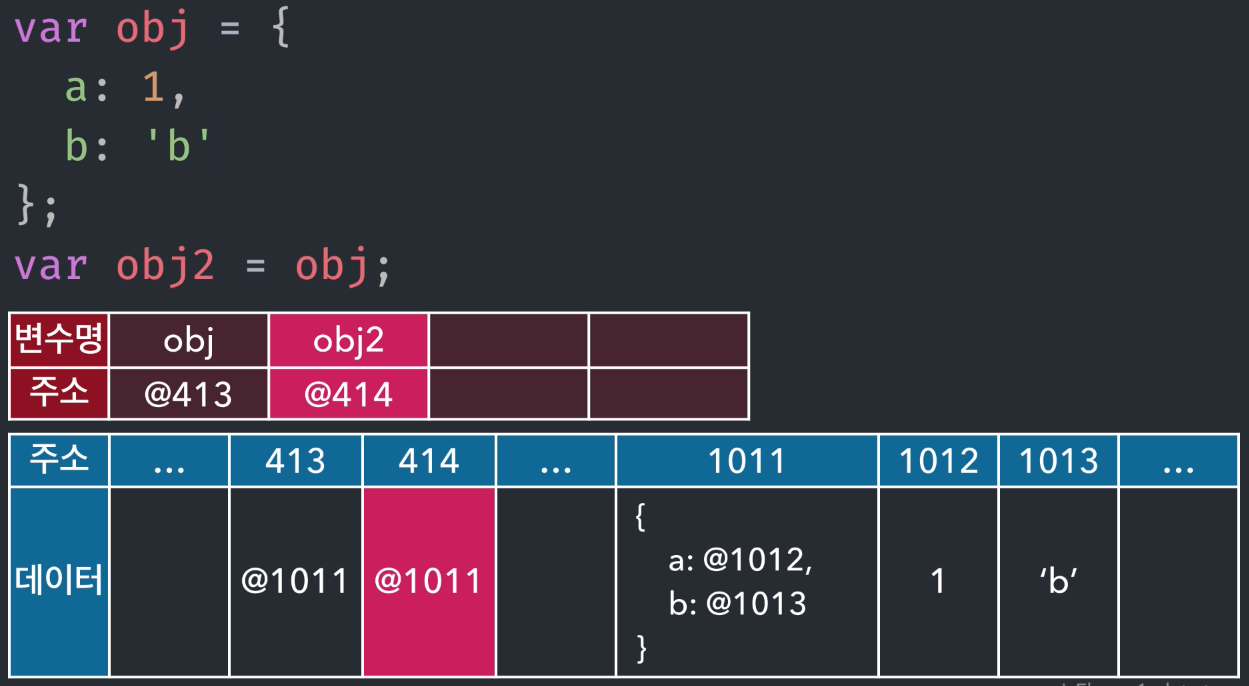 var obj = {
a: 1,
b: 'b'
};
var obj2 = obj;
변수명 obj obj2
주소 @413 @414
주소 ... 413 414 ... 1011 1012 1013 ...
데이터 @1011 @1011 1 ‘b’
{
a: @1012,
b: @1013
}